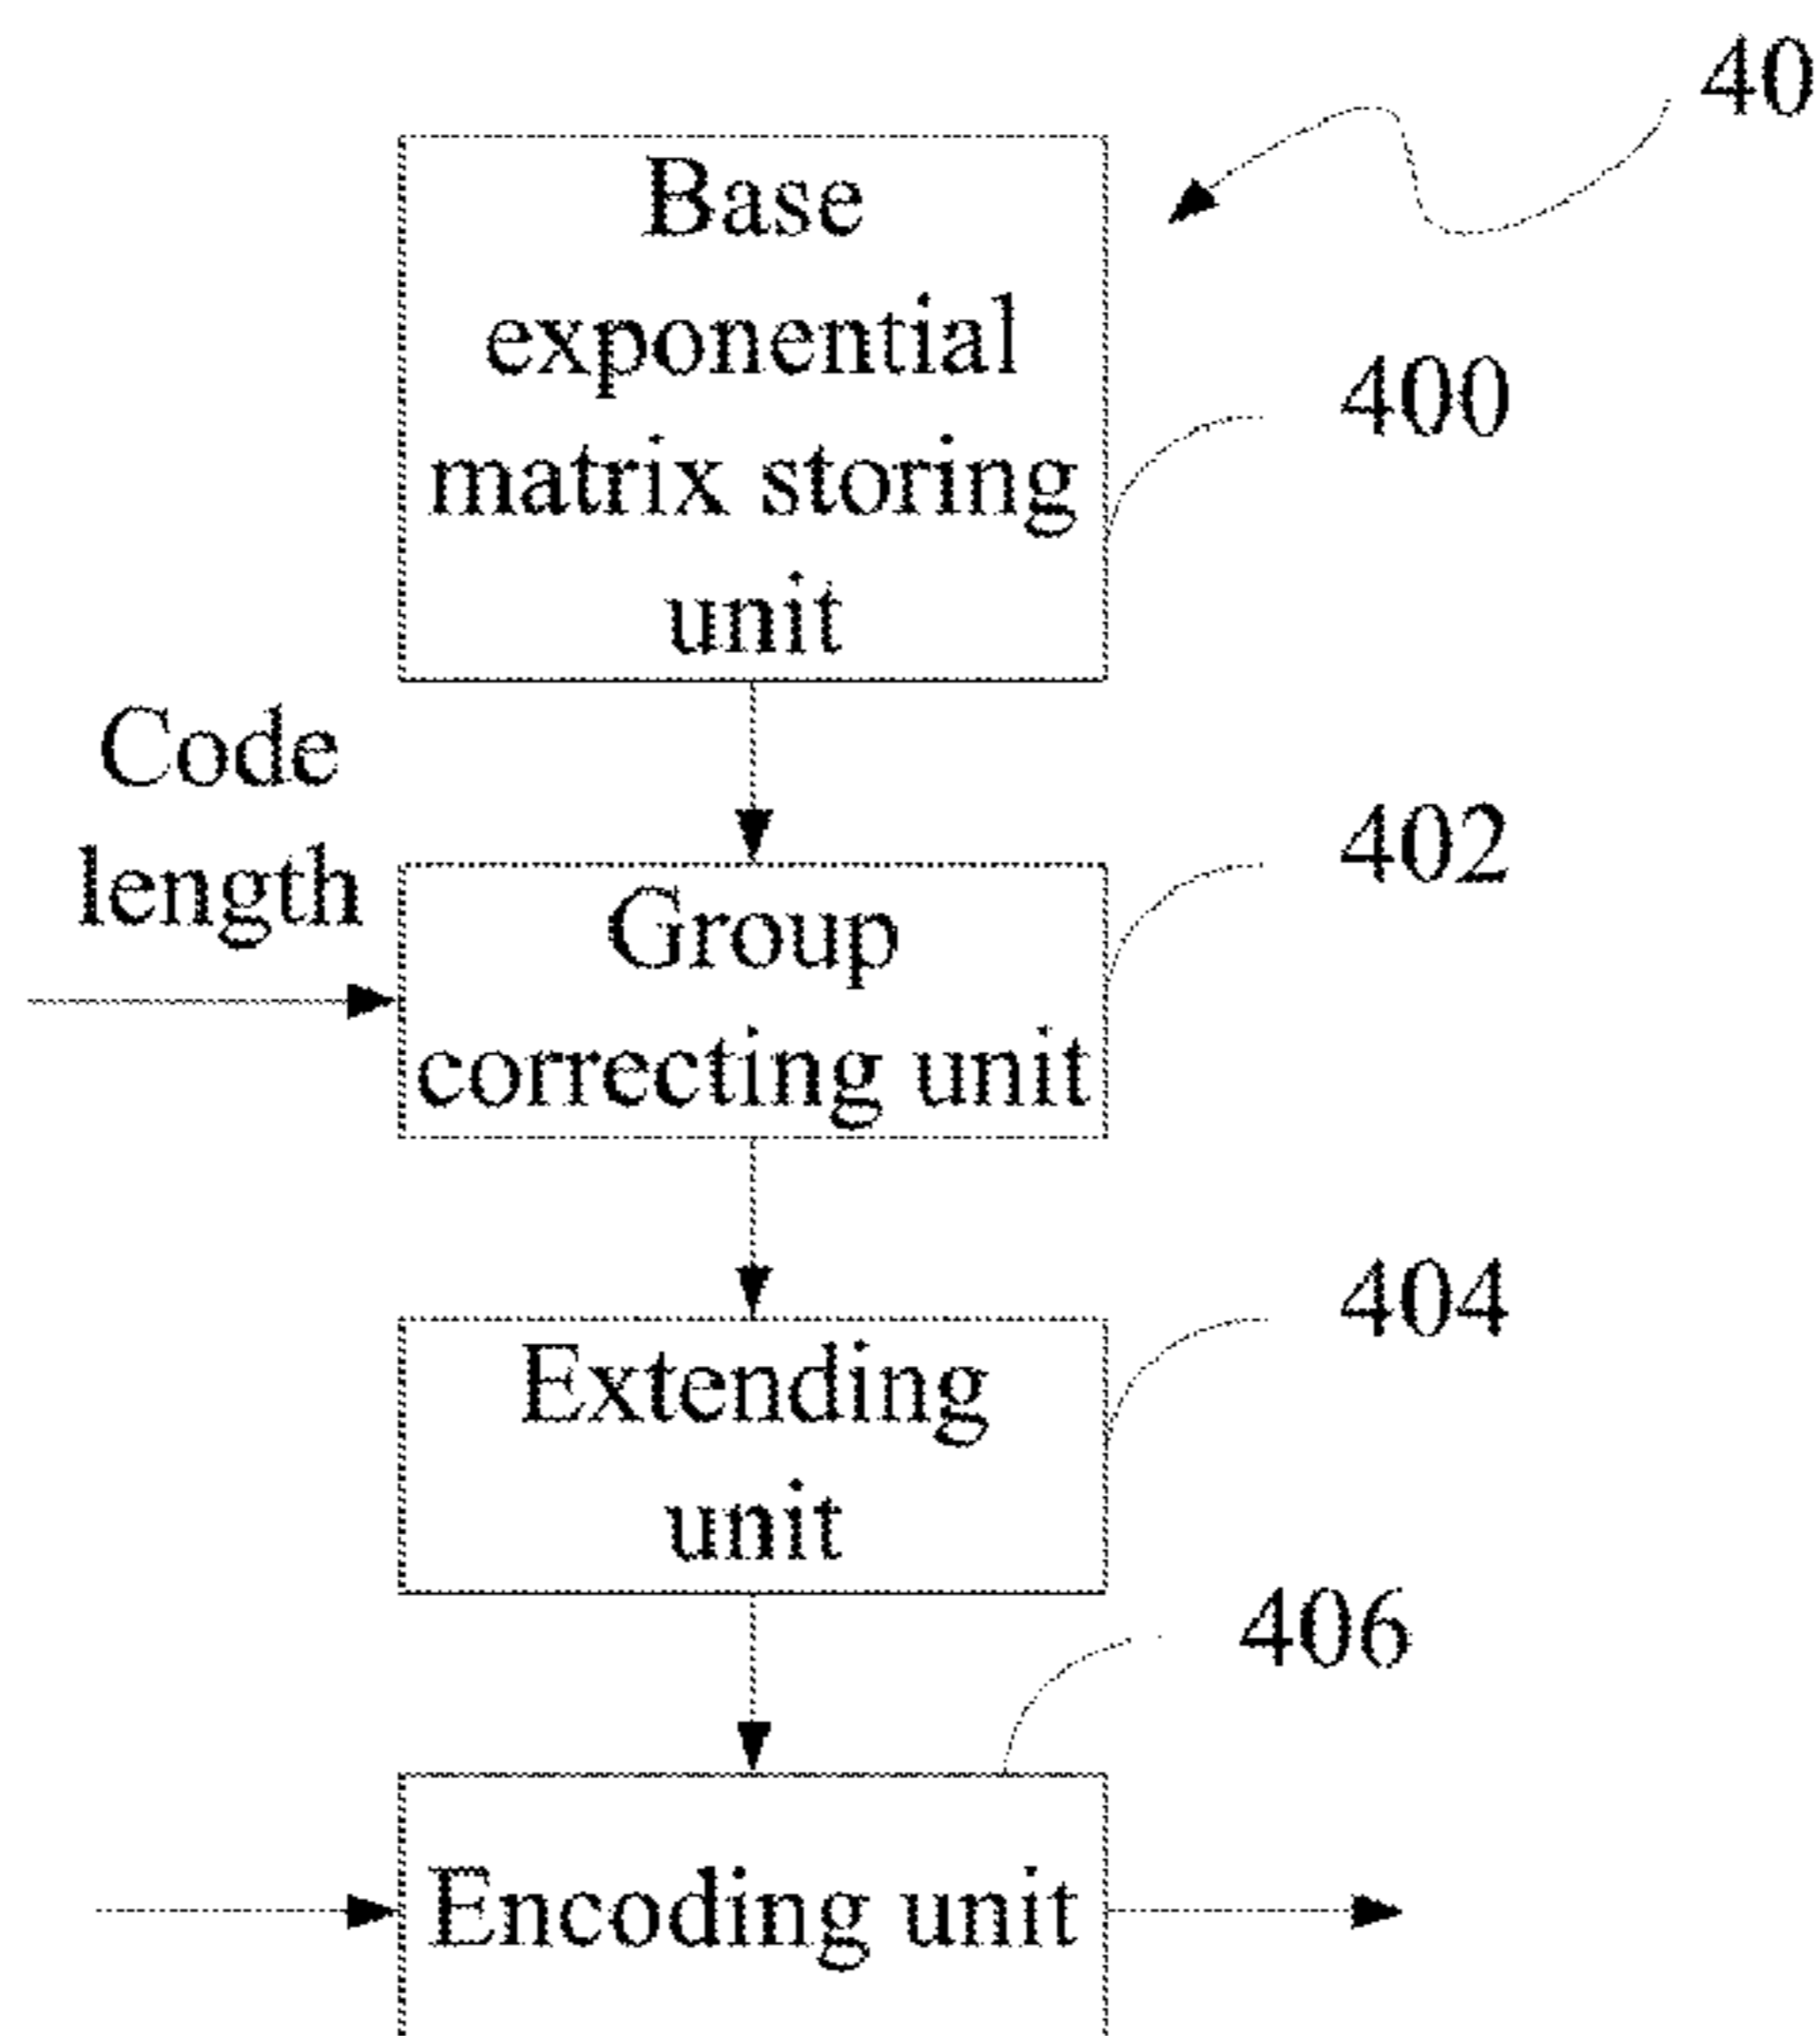 40
Base
exponential
matrix storing
unit
400
Code
length
402
Group
correcting unit
404
Extending
unit
406
Encoding unit